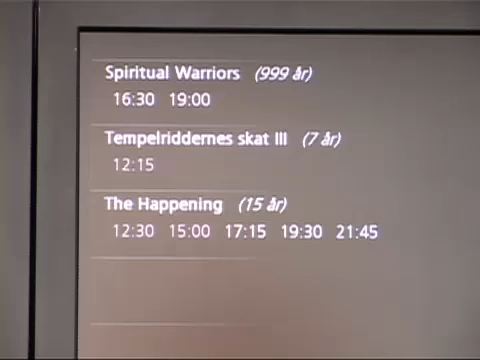 Spiritual Warriors (999 år)
16:30 19:00
Tempelriddernes skat III (7 år)
12:15
The Happening (15 år)
12:30 15:00 17:15 19:30 21:45